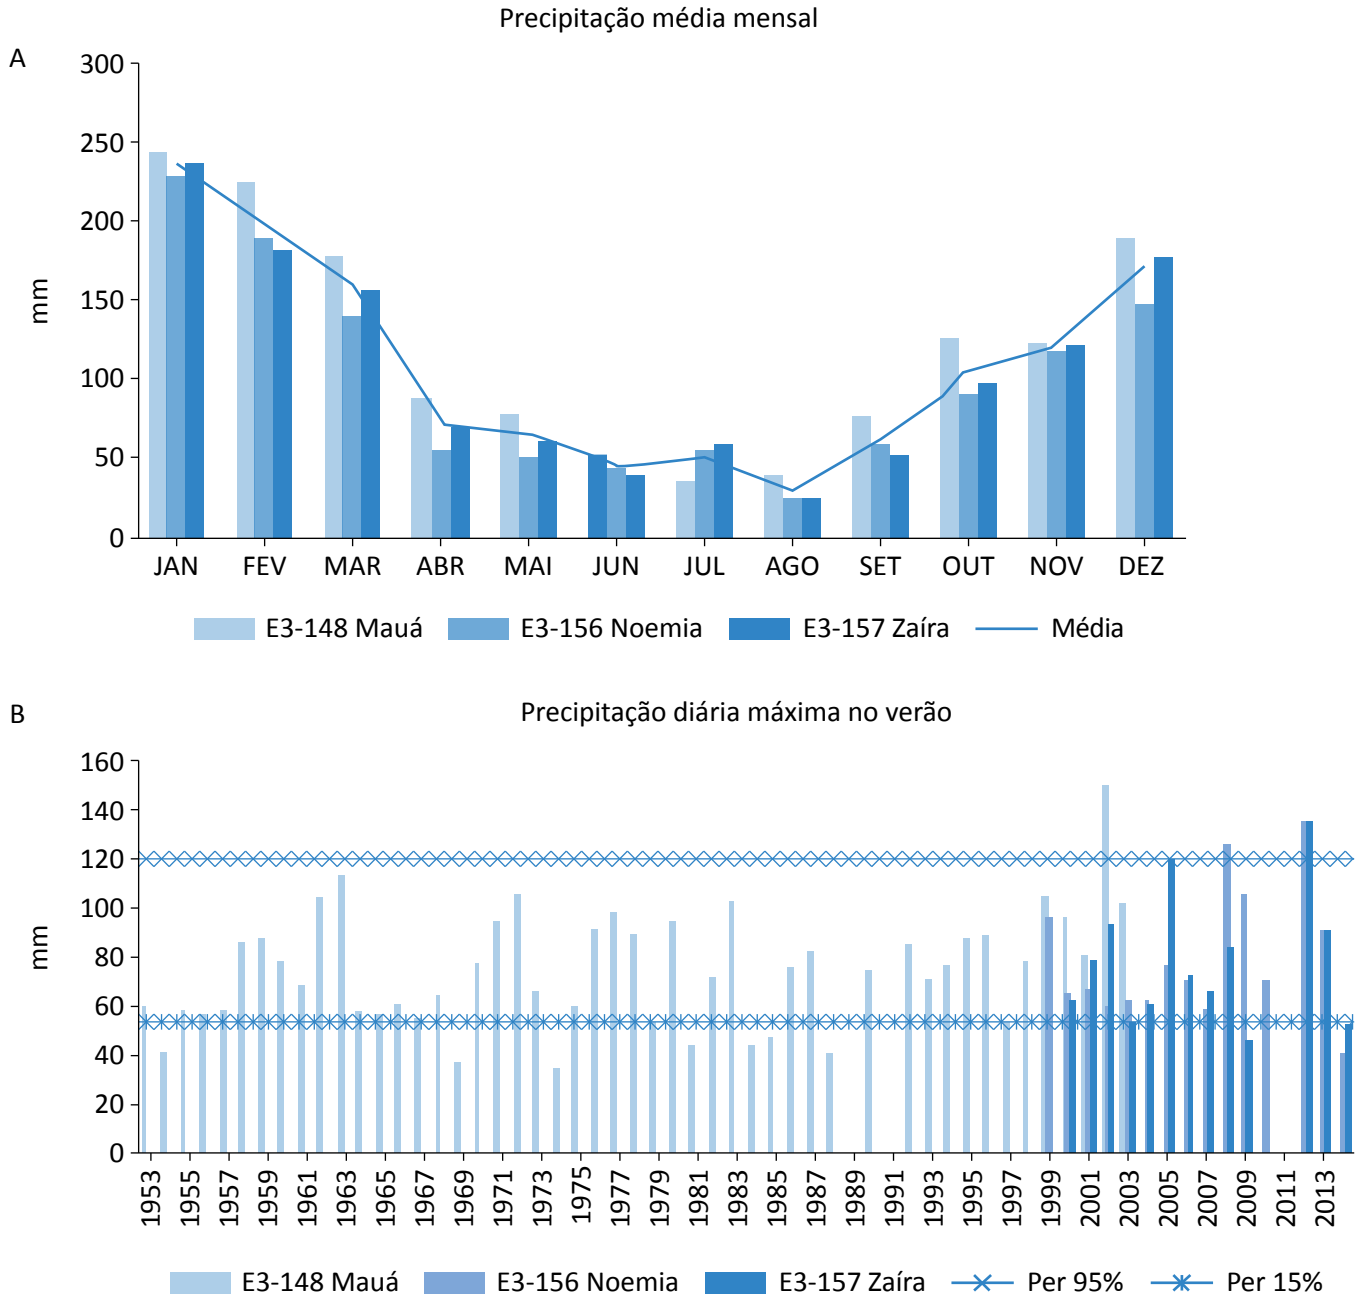 Precipitação média mensal
A
300
250
200
150
100
50
0
mm
JAN FEV MAR ABR MAI JUN JUL AGO SET OUT NOV DEZ
E3-148 Mauá E3-156 Noemia E3-157 Zaíra Média
B
Precipitação diária máxima no verão
160
140
120
100
80
60
40
20
0
mm
1953 1955 1957 1959 1961 1963 1965 1967 1969 1971 1973 1975 1977 1979 1981 1983 1985 1987 1989 1991 1993 1995 1997 1999 2001 2003 2005 2007 2009 2011 2013
E3-148 Mauá E3-156 Noemia E3-157 Zaíra Per 95% Per 15%